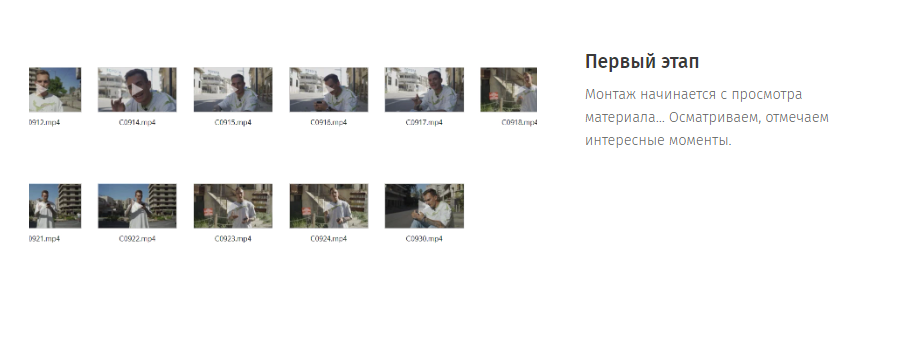 Первый этап
Монтаж начинается с просмотра
материала... Осматриваем, отмечаем
интересные моменты.
0912.mp4 C0914.mp4 C0915.mp4 C0916.mp4 C0917.mp4 C0918.mp4
0921.mp4 C0922.mp4 C0923.mp4 C0924.mp4 C0930.mp4